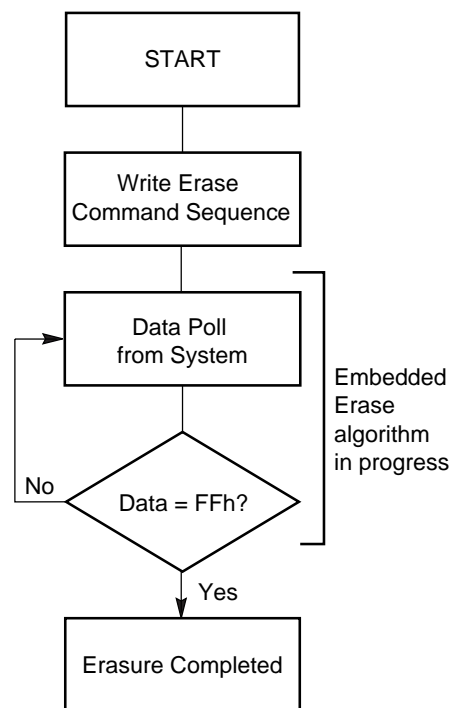 START
Write Erase
Command Sequence
Data Poll
from System
Embedded
Erase
algorithm
in progress
No
Data = FFh?
Yes
Erasure Completed